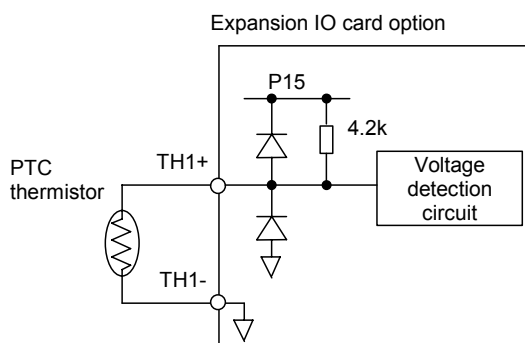 Expansion IO card option
P15
4.2k
PTC
thermistor
TH1+
Voltage
detection
circuit
TH1-